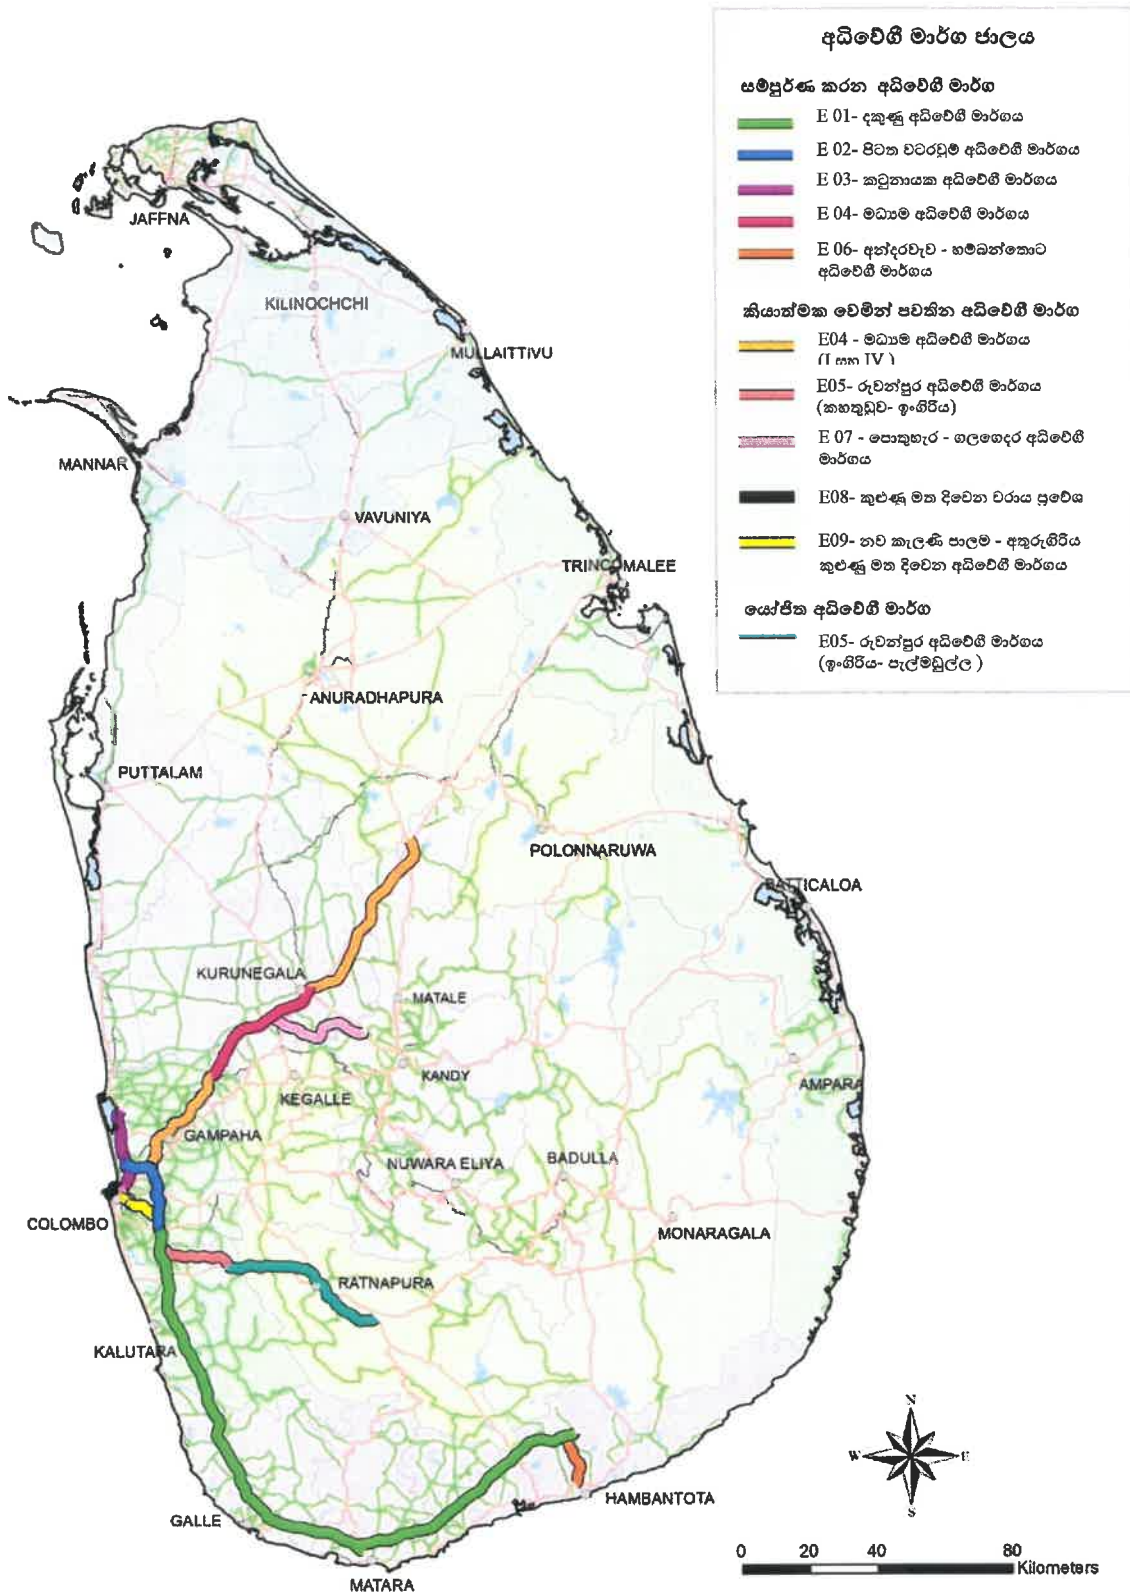 අධිවේගී මාර්ග ජාලය
සම්පුර්ණ කරන අධිවේගී මාර්ග
E 01- දකුණු අධිවේගී මාර්ගය
E 02- පිටත වටරවුම් අධිවේගී මාර්ගය
E 03- කටුනායක අධිවේගී මාර්ගය
E 04- මධ්‍යම අධිවේගී මාර්ගය
E 06- අන්දරවැව - හම්බන්තොට
අධිවේගී මාර්ගය
ක්‍රියාත්මක වෙමින් පවතින අධිවේගී මාර්ග
E04 - මධ්‍යම අධිවේගී මාර්ගය
(I සහ IV )
E05- රුවන්පුර අධිවේගී මාර්ගය
(කහතුඩුව- ඉංගිරිය)
E 07 - පොතුහැර - ගලගෙදර අධිවේගී
මාර්ගය
E08- කුළුණු මත දිවෙන වරාය ප්‍රවේශ
E09- නව කැලණි පාලම - අතුරුගිරිය
කුළුණු මත දිවෙන අධිවේගී මාර්ගය
යෝජිත අධිවේගී මාර්ග
E05- රුවන්පුර අධිවේගී මාර්ගය
(ඉංගිරිය- පැල්මඩුල්ල )
JAFFNA
KILINOCHCHI
MULLAITTIVU
MANNAR
VAVUNIYA
TRINCOMALEE
ANURADHAPURA
PUTTALAM
POLONNARUWA
BATTICALOA
KURUNEGALA
MATALE
KANDY
KEGALLE
AMPARA
GAMPAHA
NUWARA ELIYA
BADULLA
COLOMBO
MONARAGALA
RATNAPURA
KALUTARA
HAMBANTOTA
GALLE
MATARA
N
W
E
S
0 20 40 80
Kilometers